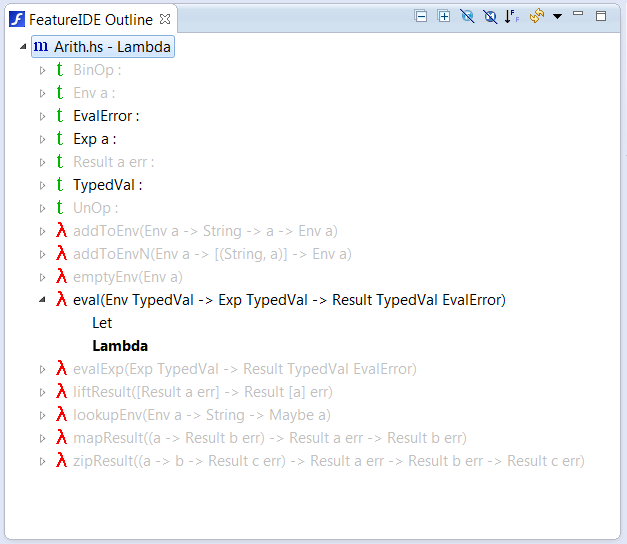 FeatureIDE Outline
m Arith.hs - Lambda
t BinOp :
t Env a :
t EvalError :
t Exp a :
t Result a err :
t TypedVal :
t UnOp :
λ addToEnv(Env a -> String -> a -> Env a)
λ addToEnvN(Env a -> [(String, a)] -> Env a)
λ emptyEnv(Env a)
λ eval(Env TypedVal -> Exp TypedVal -> Result TypedVal EvalError)
Let
Lambda
λ evalExp(Exp TypedVal -> Result TypedVal EvalError)
λ liftResult([Result a err] -> Result [a] err)
λ lookupEnv(Env a -> String -> Maybe a)
λ mapResult((a -> Result b err) -> Result a err -> Result b err)
λ zipResult((a -> b -> Result c err) -> Result a err -> Result b err -> Result c err)